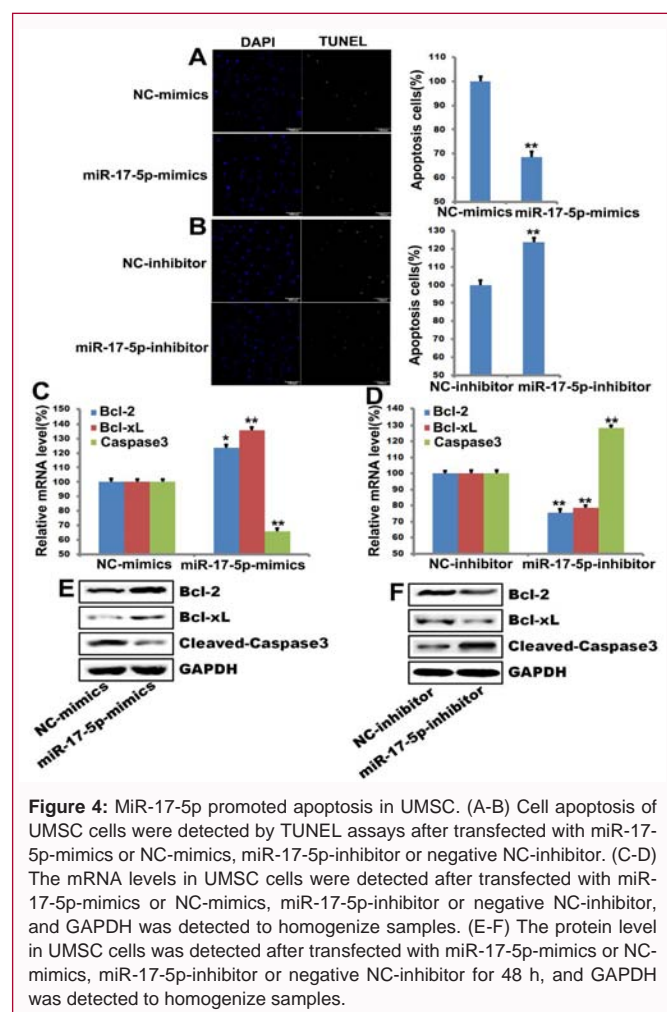 A
DAPI
TUNEL
NC-mimics
miR-17-5p-mimics
B
NC-inhibitor
miR-17-5p-inhibitor
Apoptosis cells(%)
110
100
90
80
70
60
50
**
NC-mimics miR-17-5p-mimics
Apoptosis cells(%)
130
120
110
100
90
80
70
60
50
**
NC-inhibitor miR-17-5p-inhibitor
C
Relative mRNA level(%)
150
140
130
120
110
100
90
80
70
60
50
Bcl-2
Bcl-xL
Caspase3
*
**
**
NC-mimics miR-17-5p-mimics
D
Relative mRNA level(%)
130
120
110
100
90
80
70
60
50
Bcl-2
Bcl-xL
Caspase3
**
**
**
NC-inhibitor miR-17-5p-inhibitor
E
Bcl-2
Bcl-xL
Cleaved-Caspase3
GAPDH
NC-mimics
miR-17-5p-mimics
F
Bcl-2
Bcl-xL
Cleaved-Caspase3
GAPDH
NC-inhibitor
miR-17-5p-inhibitor
Figure 4: MiR-17-5p promoted apoptosis in UMSC. (A-B) Cell apoptosis of
UMSC cells were detected by TUNEL assays after transfected with miR-17-
5p-mimics or NC-mimics, miR-17-5p-inhibitor or negative NC-inhibitor. (C-D)
The mRNA levels in UMSC cells were detected after transfected with miR-
17-5p-mimics or NC-mimics, miR-17-5p-inhibitor or negative NC-inhibitor,
and GAPDH was detected to homogenize samples. (E-F) The protein level
in UMSC cells was detected after transfected with miR-17-5p-mimics or NC-
mimics, miR-17-5p-inhibitor or negative NC-inhibitor for 48 h, and GAPDH
was detected to homogenize samples.